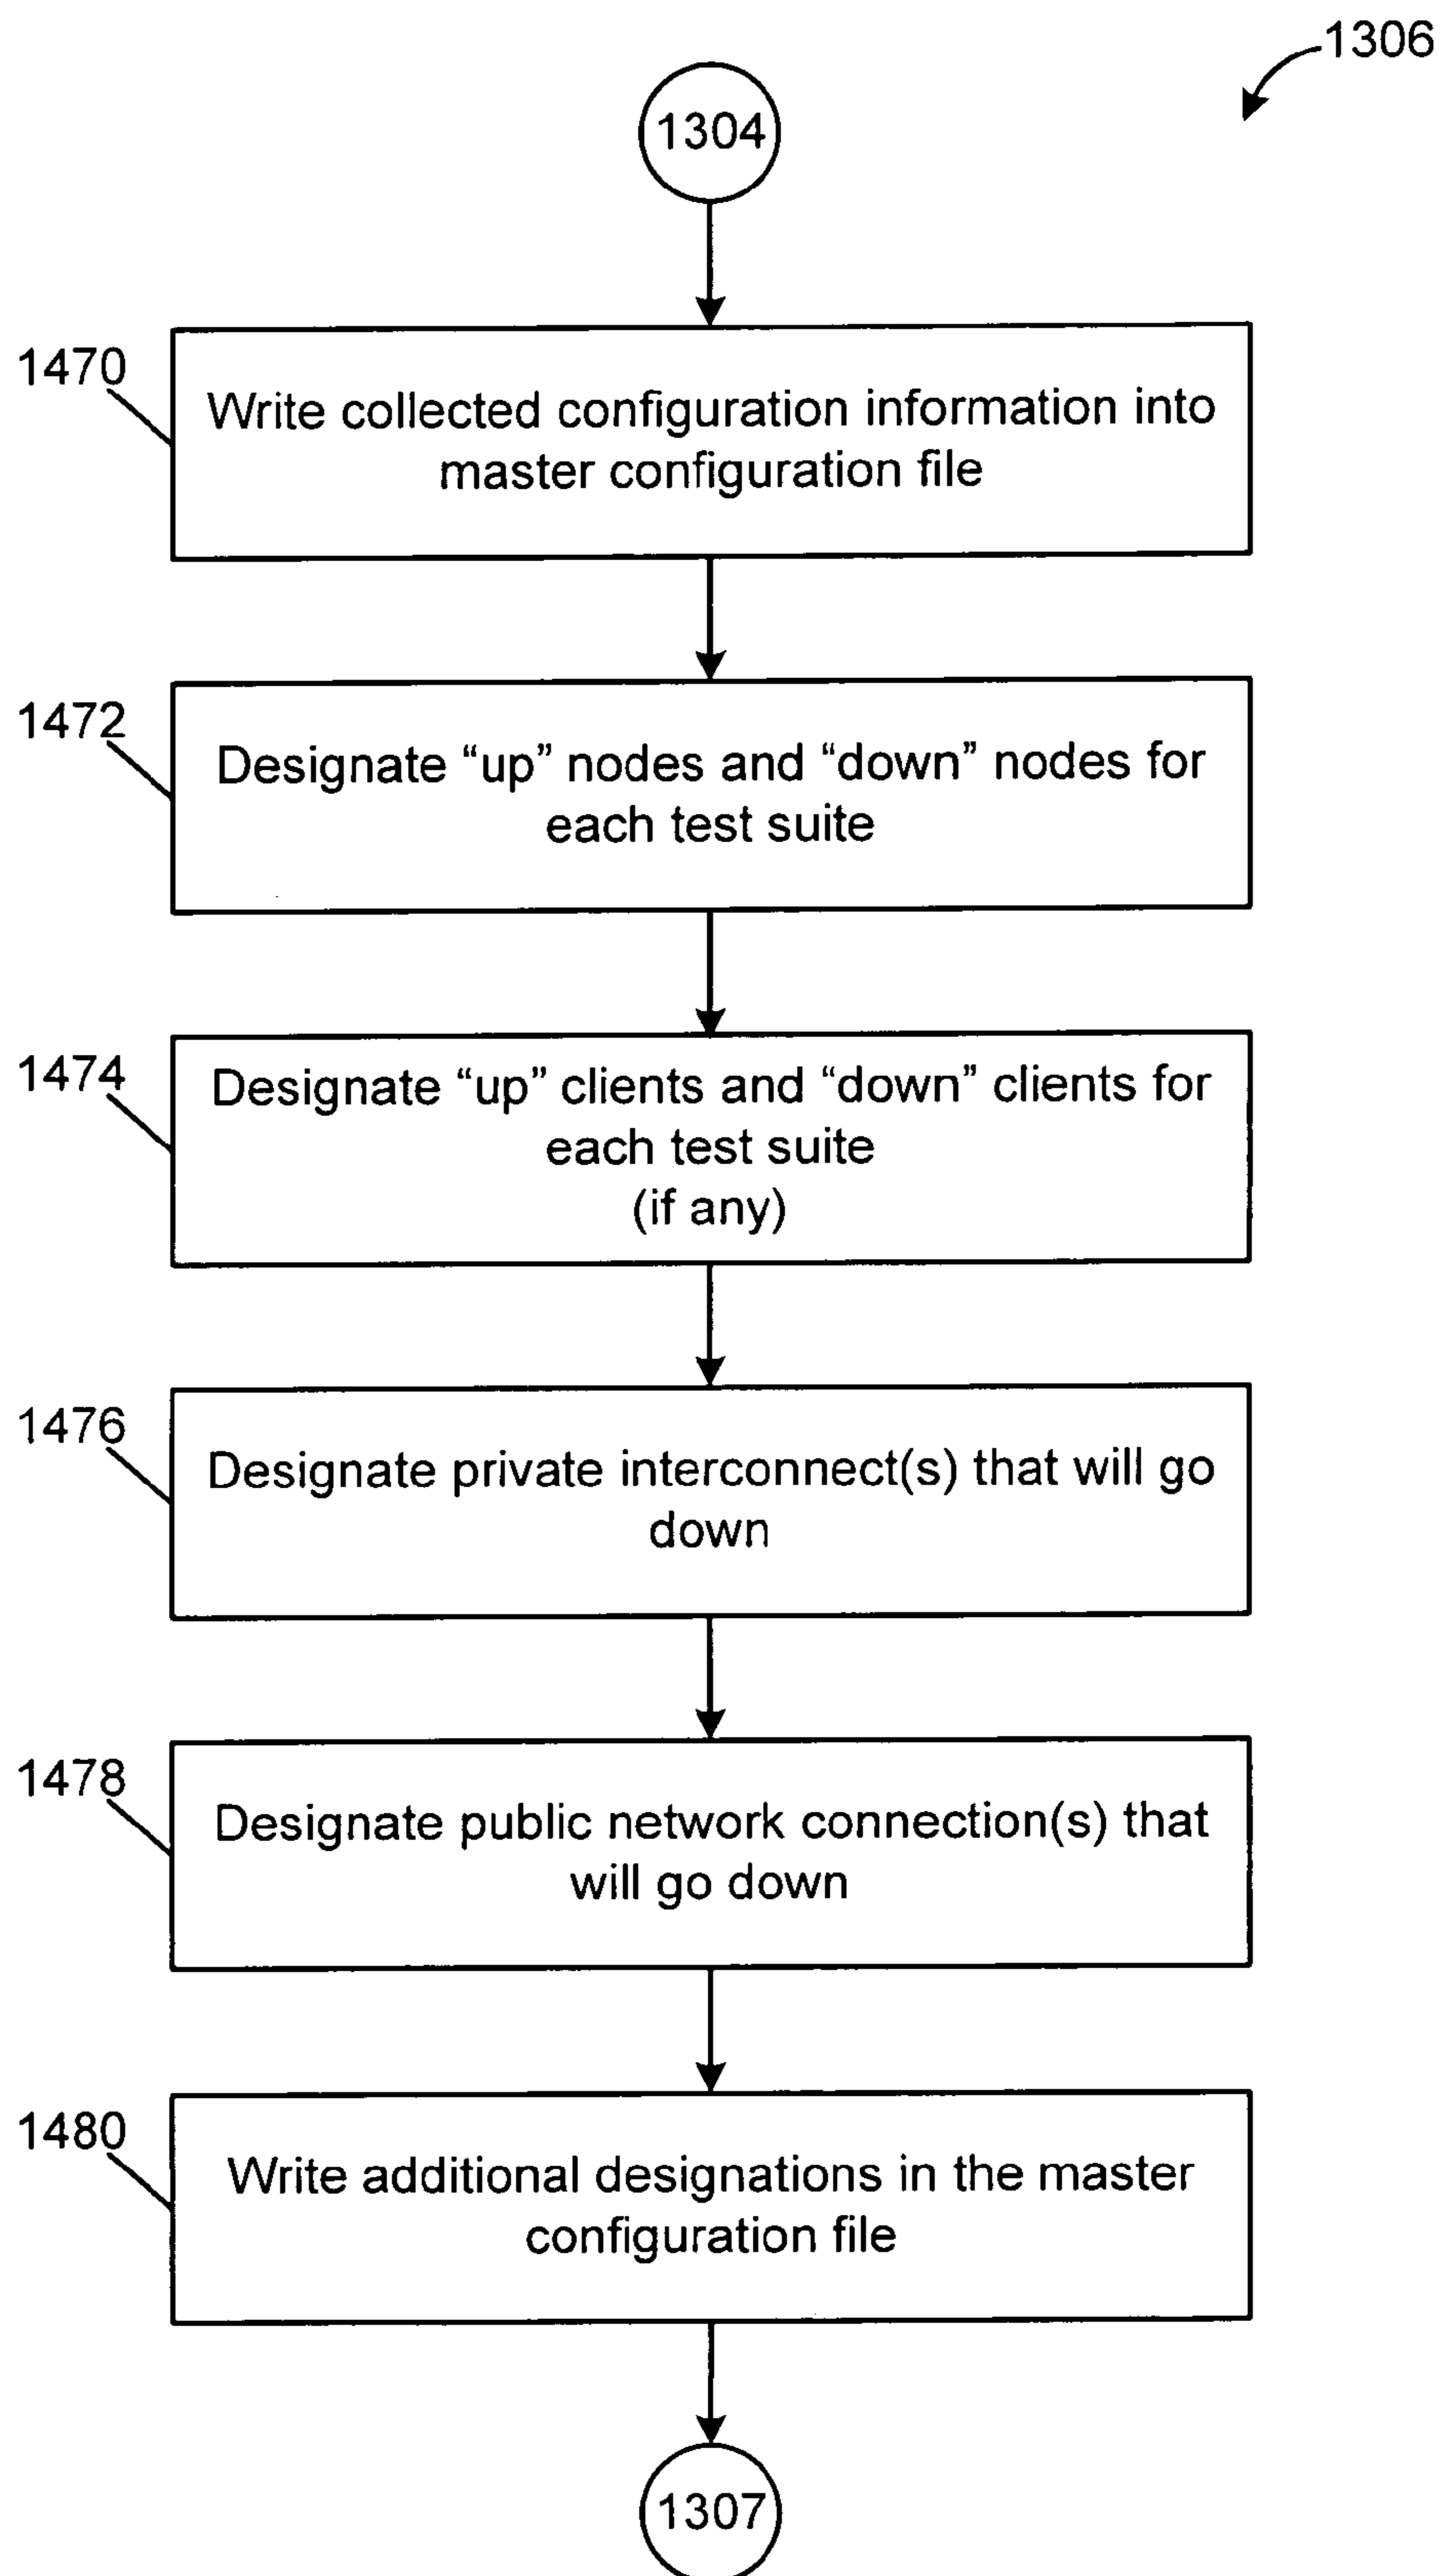 1306
1304
1470
Write collected configuration information into
master configuration file
1472
Designate “up” nodes and “down” nodes for
each test suite
1474
Designate “up” clients and “down” clients for
each test suite
(if any)
1476
Designate private interconnect(s) that will go
down
1478
Designate public network connection(s) that
will go down
1480
Write additional designations in the master
configuration file
1307